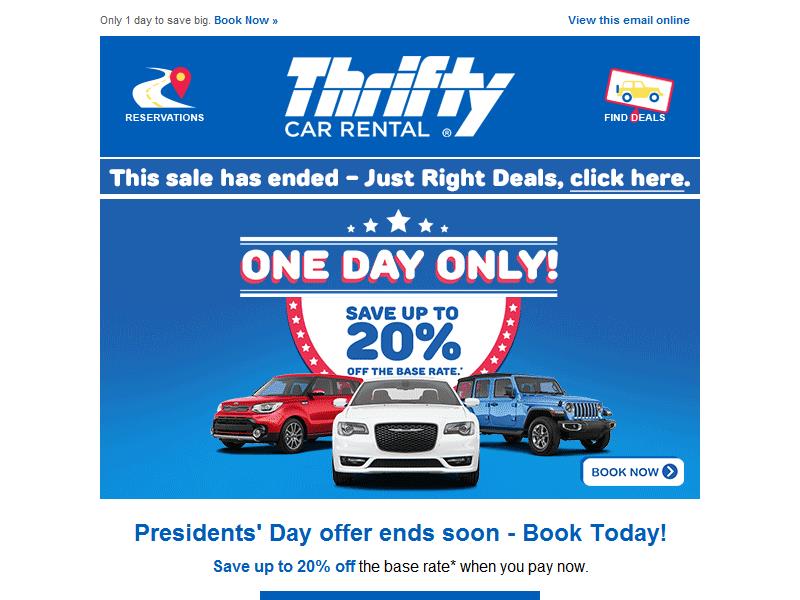 Only 1 day to save big. Book Now »
View this email online
RESERVATIONS
Thrifty
CAR RENTAL ®
FIND DEALS
This sale has ended – Just Right Deals, click here.
ONE DAY ONLY!
SAVE UP TO
20%
OFF THE BASE RATE.*
BOOK NOW
Presidents' Day offer ends soon - Book Today!
Save up to 20% off the base rate* when you pay now.